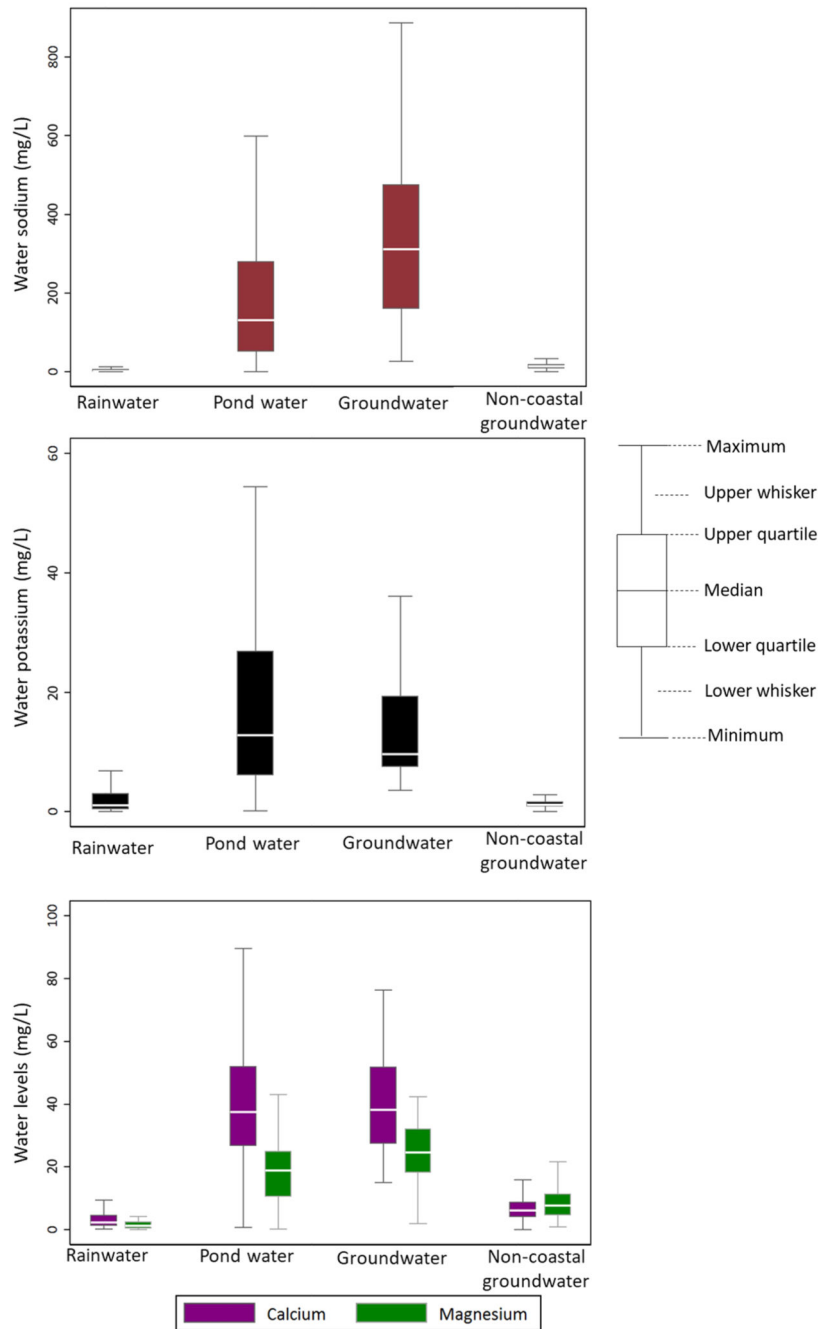 Water sodium (mg/L)
800
600
400
200
0
Rainwater
Pond water
Groundwater
Non-coastal
groundwater
Water potassium (mg/L)
60
40
20
0
Rainwater
Pond water
Groundwater
Non-coastal
groundwater
Maximum
Upper whisker
Upper quartile
Median
Lower quartile
Lower whisker
Minimum
Water levels (mg/L)
100
80
60
40
20
0
Rainwater
Pond water
Groundwater
Non-coastal
groundwater
Calcium
Magnesium